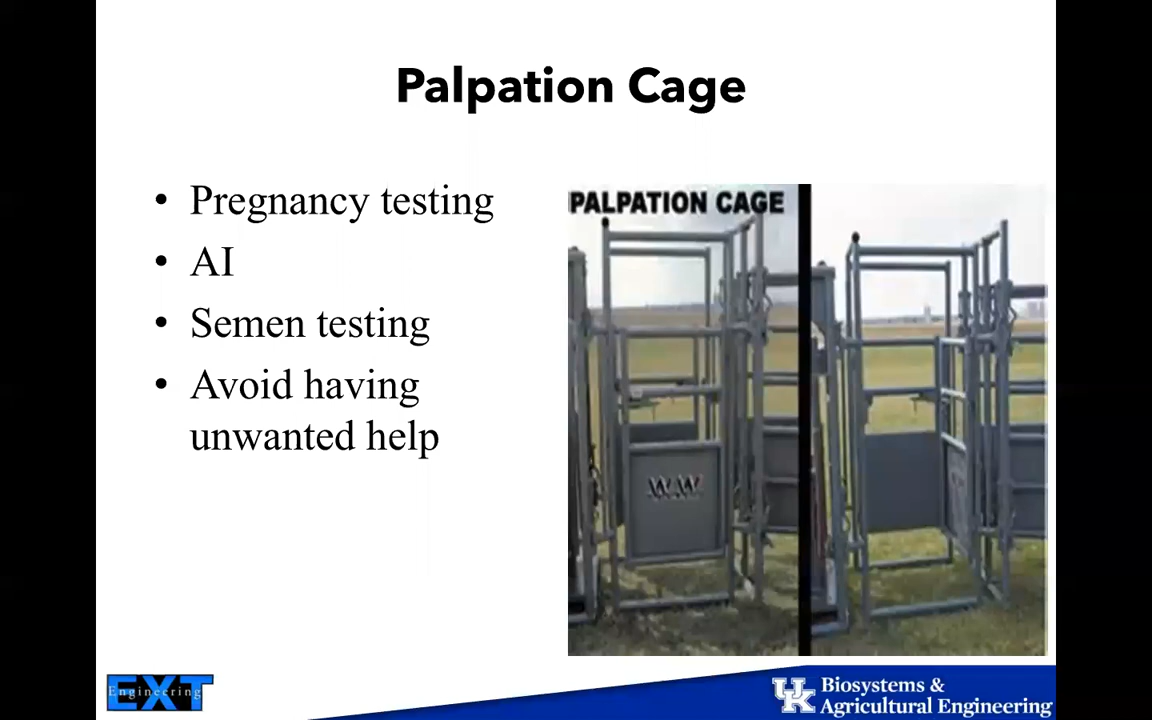 Palpation Cage
• Pregnancy testing
• AI
• Semen testing
• Avoid having
unwanted help
PALPATION CAGE
W.W
EXT
Engineering
UK
Biosystems &
Agricultural Engineering